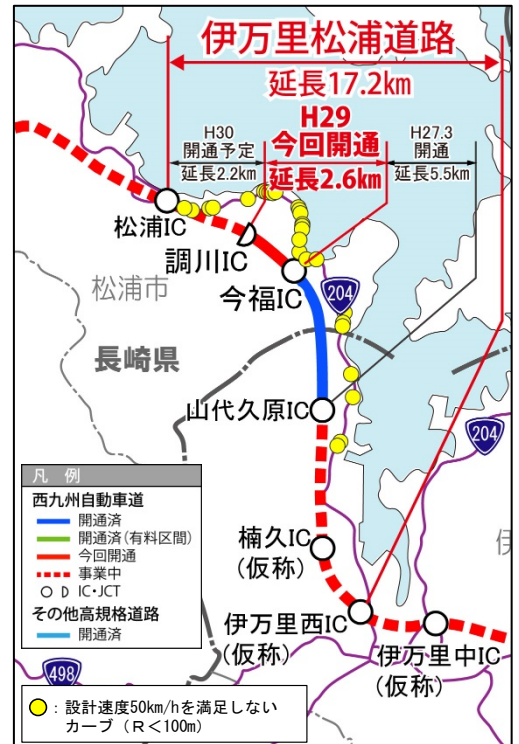 伊万里松浦道路
延長17.2km
H30
開通予定
延長2.2km
H29
今回開通
延長2.6km
H27.3
開通
延長5.5km
松浦IC
調川IC
今福IC
松浦市
204
長崎県
山代久原IC
204
楠久IC
(仮称)
伊
伊万里西IC
(仮称)
伊万里中IC
(仮称)
498
凡 例
西九州自動車道
開通済
開通済(有料区間)
今回開通
事業中
IC・JCT
その他高規格道路
開通済
：設計速度50km/hを満足しない
カーブ（R＜100m）